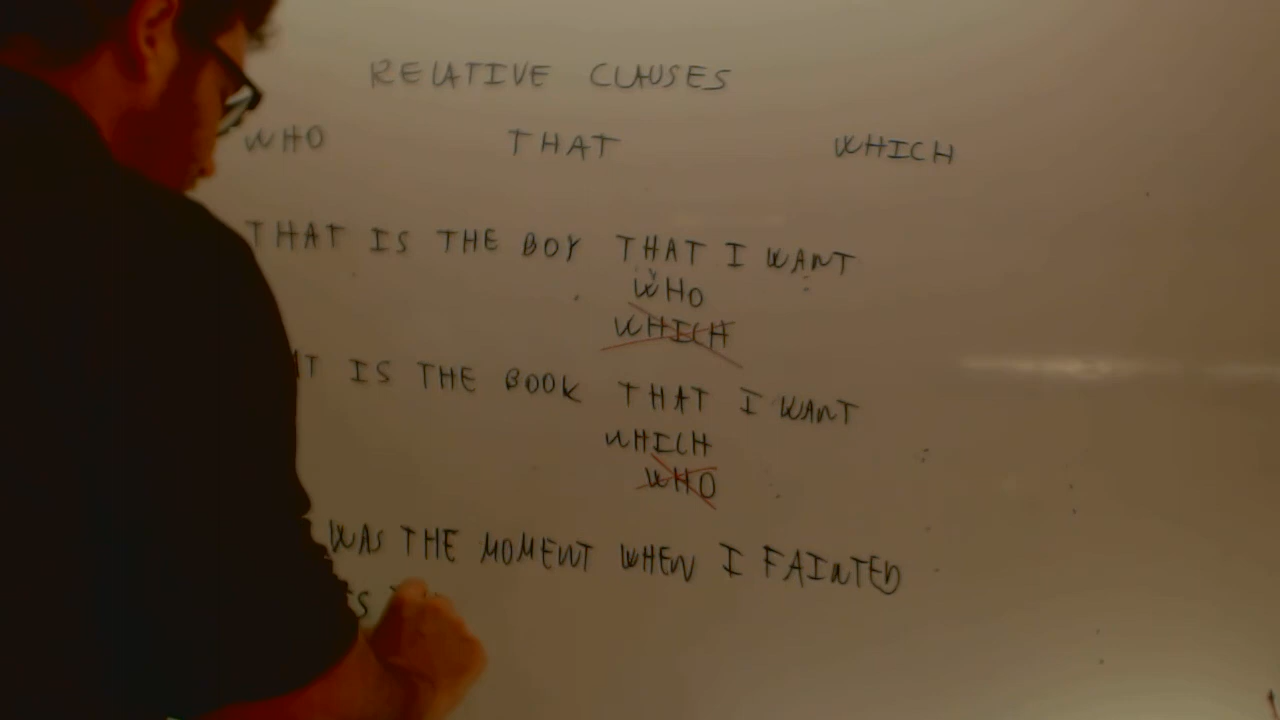 RELATIVE CLAUSES
WHO THAT WHICH
THAT IS THE BOY THAT I WANT
WHO
WHICH
IS THE BOOK THAT I WANT
WHICH
WHO
WAS THE MOMENT WHEN I FAINTED